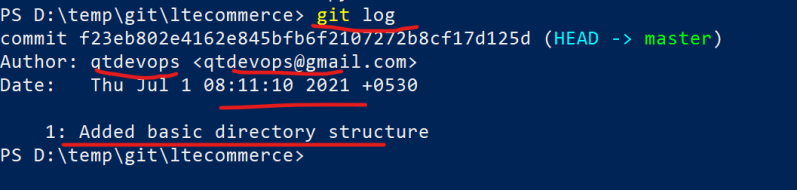 PS D:\temp\git\ltecommerce> git log
commit f23eb802e4162e845bfb6f2107272b8cf17d125d (HEAD -> master)
Author: qtdevops <qtdevops@gmail.com>
Date:   Thu Jul 1 08:11:10 2021 +0530
    1: Added basic directory structure
PS D:\temp\git\ltecommerce>